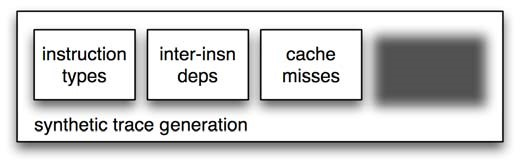 instruction
types
inter-insn
deps
cache
misses
synthetic trace generation